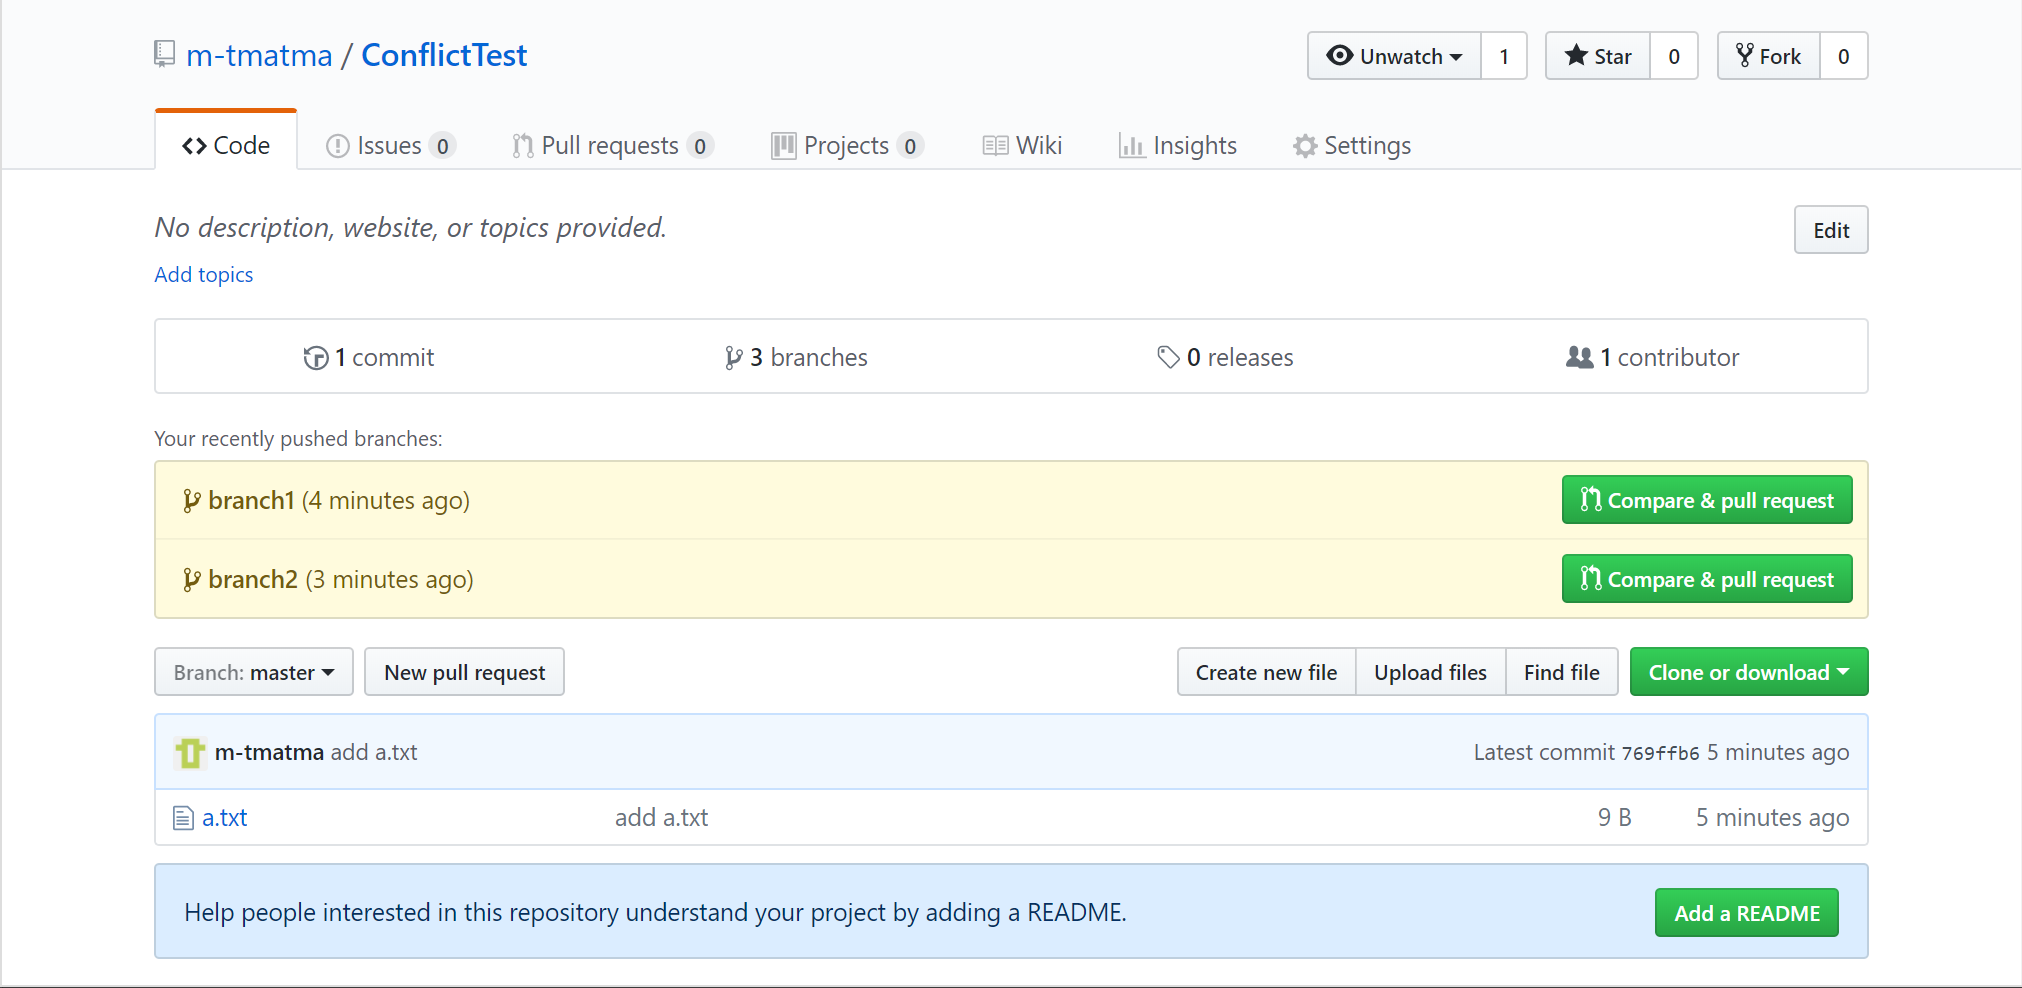 m-tmatma / ConflictTest Unwatch 1 Star 0 Fork 0
Code Issues 0 Pull requests 0 Projects 0 Wiki Insights Settings
No description, website, or topics provided. Edit
Add topics
1 commit 3 branches 0 releases 1 contributor
Your recently pushed branches:
branch1 (4 minutes ago) Compare & pull request
branch2 (3 minutes ago) Compare & pull request
Branch: master New pull request Create new file Upload files Find file Clone or download
m-tmatma add a.txt Latest commit 769ffb6 5 minutes ago
a.txt add a.txt 9 B 5 minutes ago
Help people interested in this repository understand your project by adding a README. Add a README